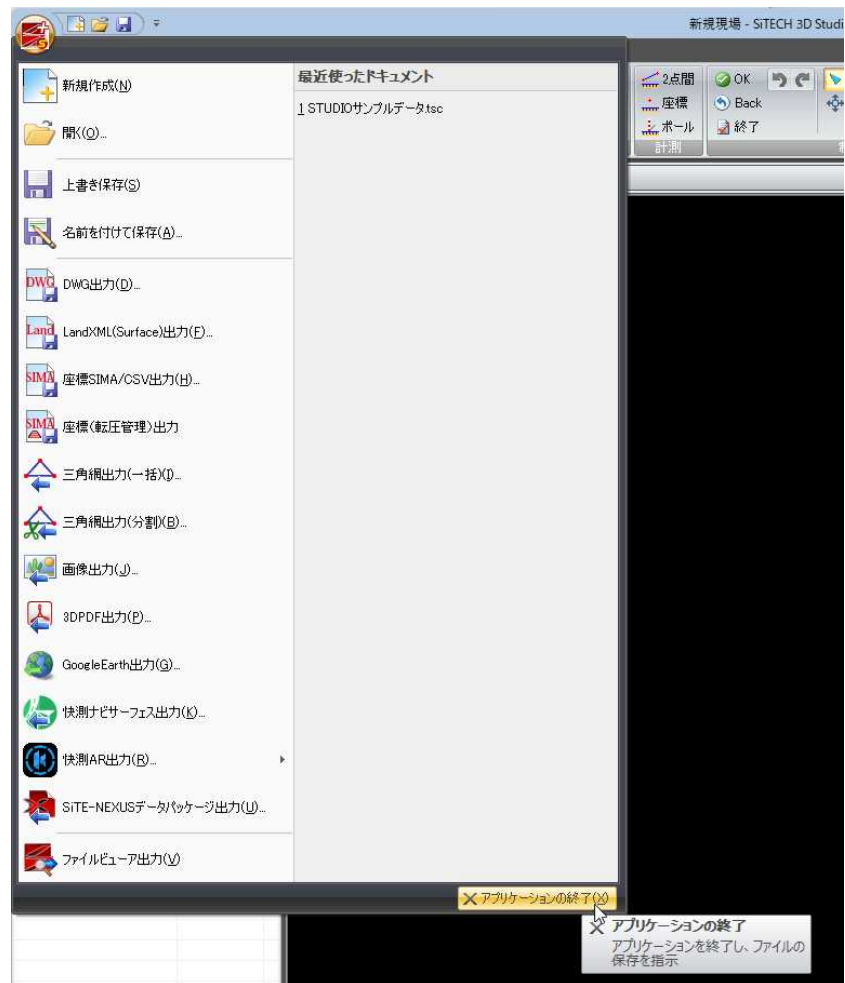 新規現場 - SiTECH 3D Studi
新規作成(N)
開く(O)...
上書き保存(S)
名前を付けて保存(A)...
DWG DWG出力(D)...
Land LandXML(Surface)出力(F)...
SIMA 座標SIMA/CSV出力(H)...
SIMA 座標(転圧管理)出力
三角網出力(一括)(I)...
三角網出力(分割)(B)...
画像出力(J)...
3DPDF出力(P)...
GoogleEarth出力(G)...
快測ナビサーフェス出力(K)...
快測AR出力(R)...
SiTE-NEXUSデータパッケージ出力(U)...
ファイルビューア出力(V)
最近使ったドキュメント
1 STUDIOサンプルデータ.tsc
2点間
座標
ポール
計測
OK
Back
終了
アプリケーションの終了(X)
アプリケーションの終了
アプリケーションを終了し、ファイルの
保存を指示